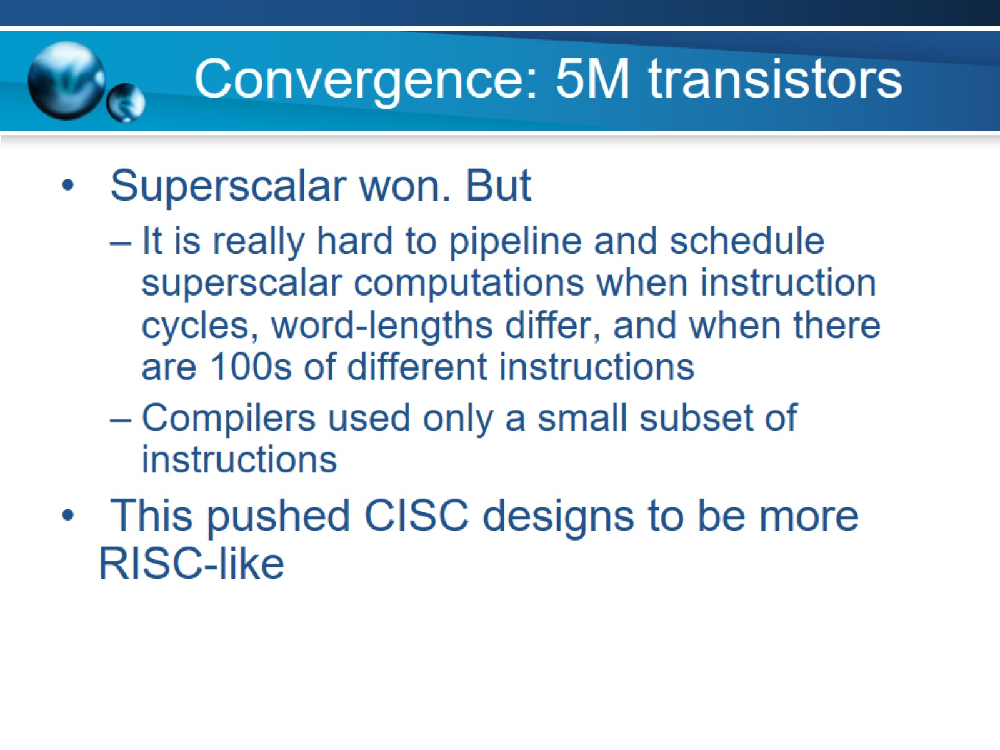 Convergence: 5M transistors
• Superscalar won. But
– It is really hard to pipeline and schedule
superscalar computations when instruction
cycles, word-lengths differ, and when there
are 100s of different instructions
– Compilers used only a small subset of
instructions
• This pushed CISC designs to be more
RISC-like